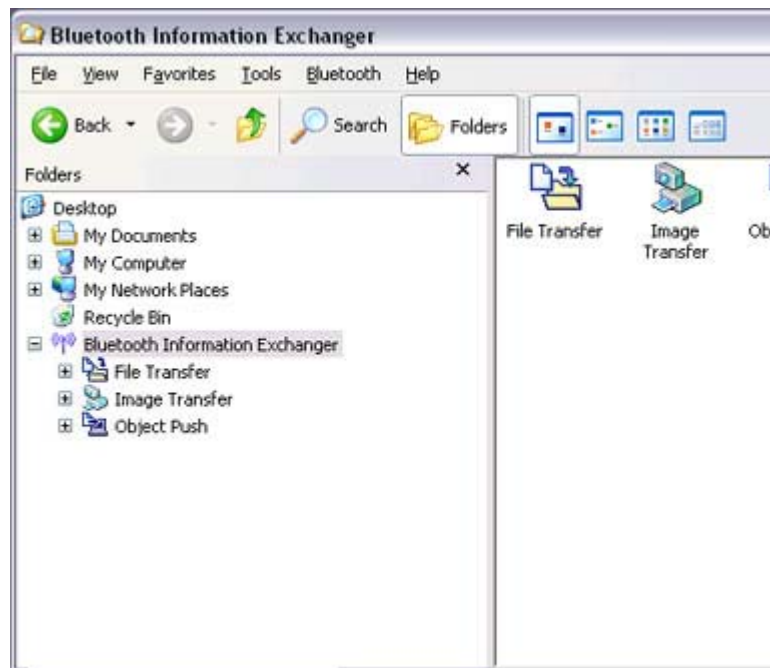 Bluetooth Information Exchanger
File View Favorites Tools Bluetooth Help
Back Search Folders
Folders
Desktop
My Documents
My Computer
My Network Places
Recycle Bin
Bluetooth Information Exchanger
File Transfer
Image Transfer
Object Push
File Transfer
Image
Transfer
Ob